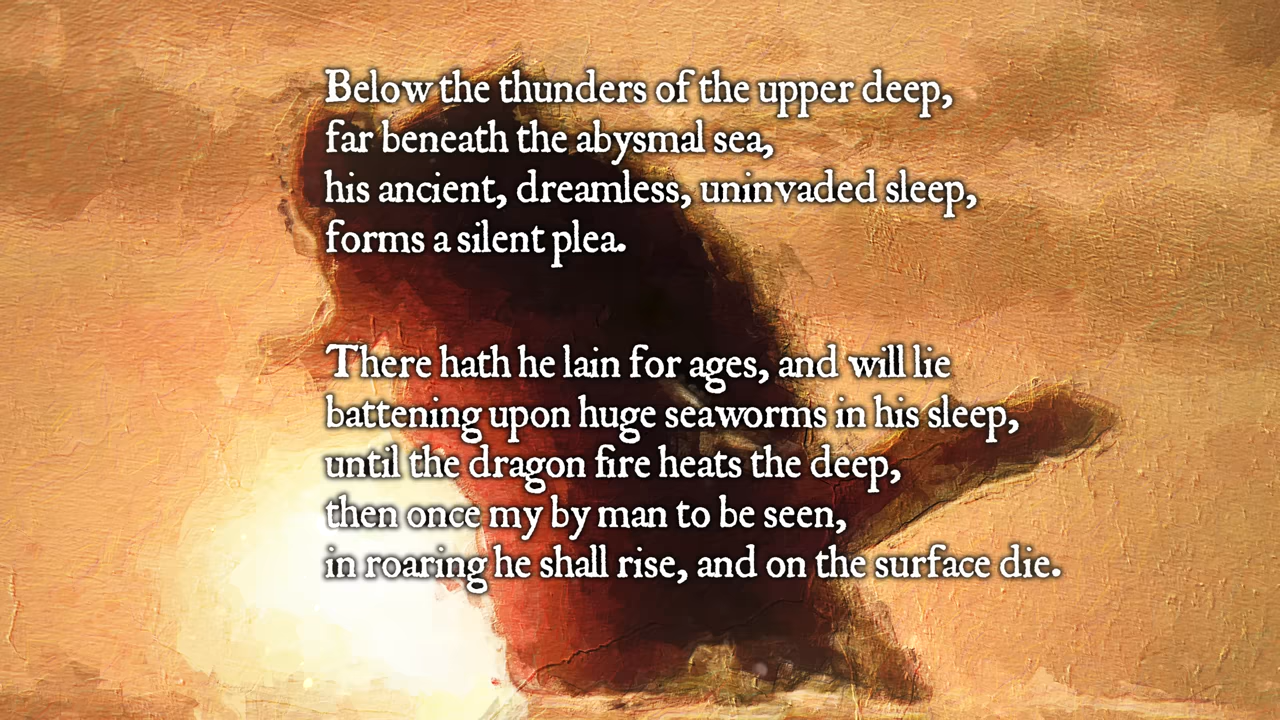 Below the thunders of the upper deep,
far beneath the abysmal sea,
his ancient, dreamless, uninvaded sleep,
forms a silent plea.
There hath he lain for ages, and will lie
battening upon huge seaworms in his sleep,
until the dragon fire heats the deep,
then once my by man to be seen,
in roaring he shall rise, and on the surface die.